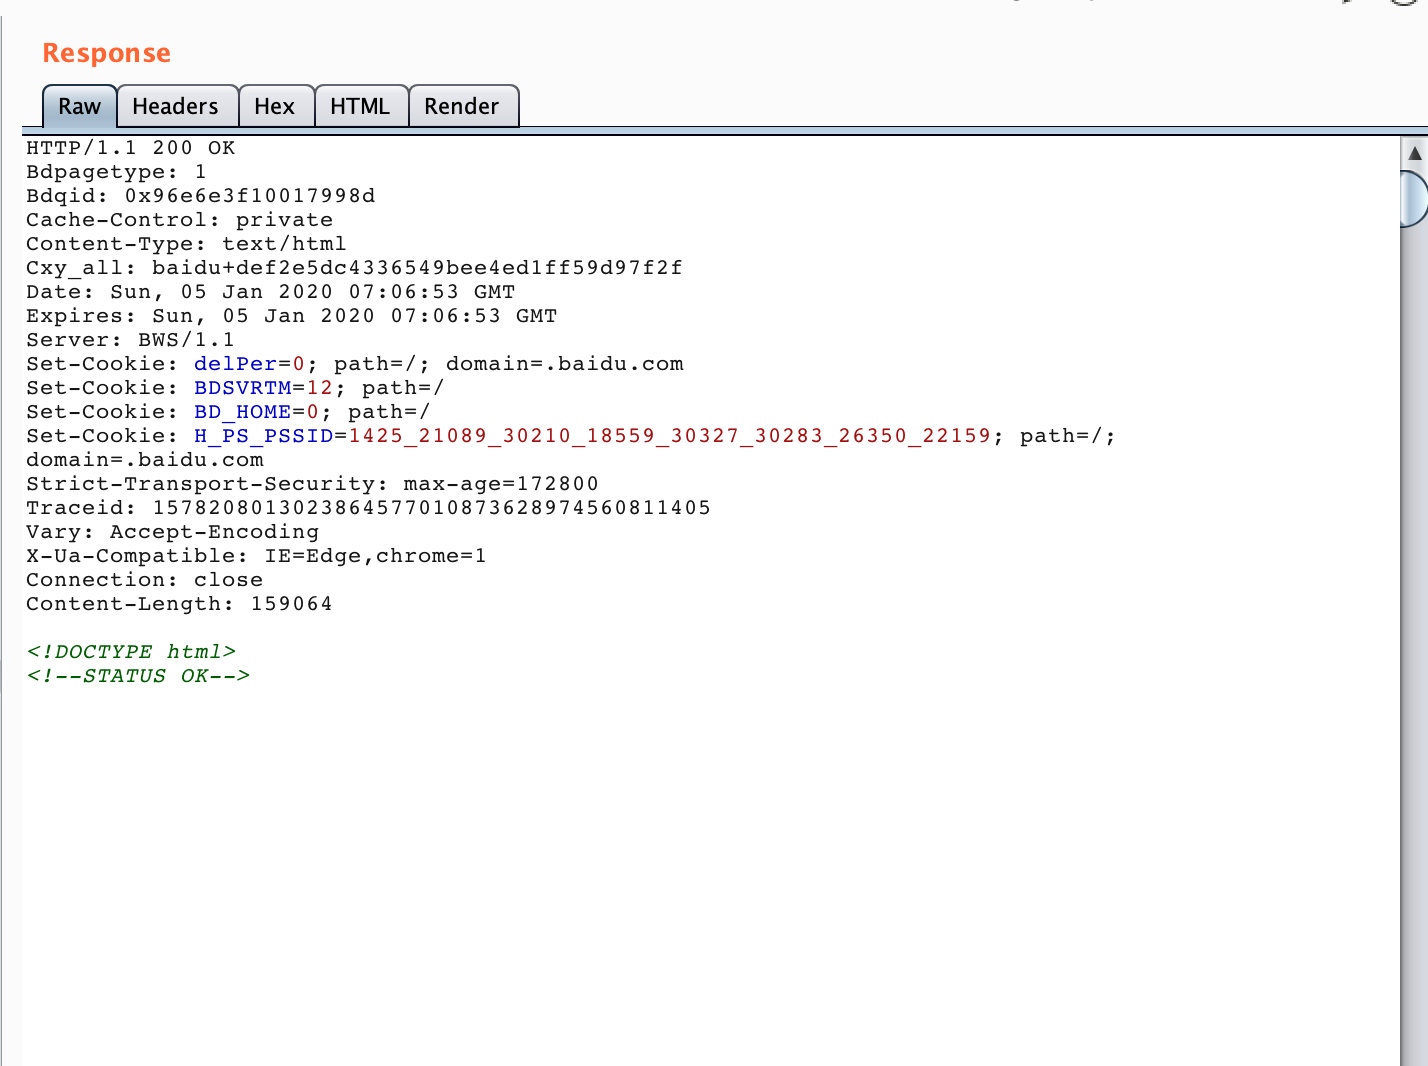 Response
Raw Headers Hex HTML Render
HTTP/1.1 200 OK
Bdpagetype: 1
Bdqid: 0x96e6e3f10017998d
Cache-Control: private
Content-Type: text/html
Cxy_all: baidu+def2e5dc4336549bee4ed1ff59d97f2f
Date: Sun, 05 Jan 2020 07:06:53 GMT
Expires: Sun, 05 Jan 2020 07:06:53 GMT
Server: BWS/1.1
Set-Cookie: delPer=0; path=/; domain=.baidu.com
Set-Cookie: BDSVRTM=12; path=/
Set-Cookie: BD_HOME=0; path=/
Set-Cookie: H_PS_PSSID=1425_21089_30210_18559_30327_30283_26350_22159; path=/;
domain=.baidu.com
Strict-Transport-Security: max-age=172800
Traceid: 1578208013023864577010873628974560811405
Vary: Accept-Encoding
X-Ua-Compatible: IE=Edge,chrome=1
Connection: close
Content-Length: 159064
<!DOCTYPE html>
<!--STATUS OK-->